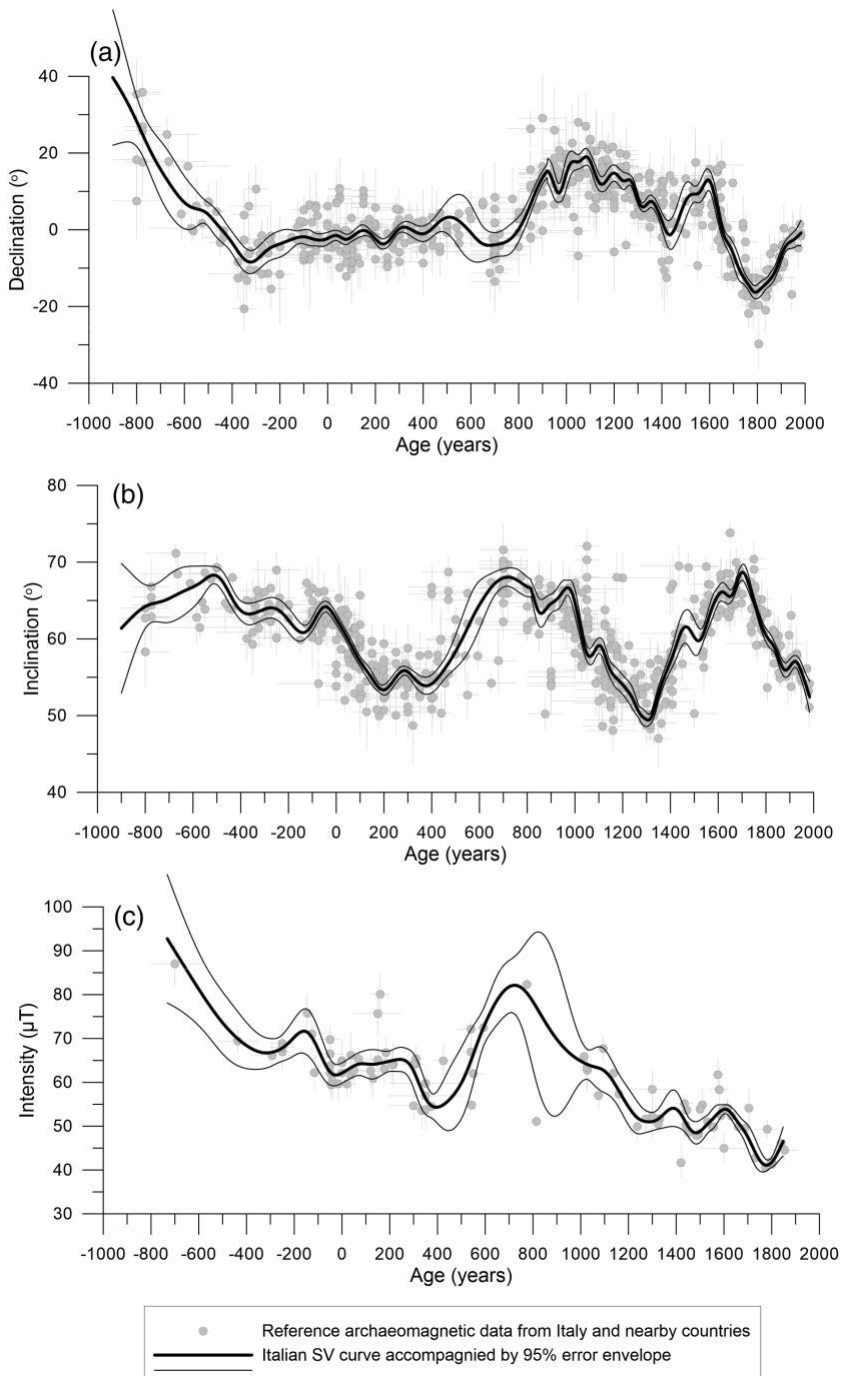 (a)
40
20
0
-20
-40
Declination (°)
-1000 -800 -600 -400 -200 0 200 400 600 800 1000 1200 1400 1600 1800 2000
Age (years)
(b)
80
70
60
50
40
Inclination (°)
-1000 -800 -600 -400 -200 0 200 400 600 800 1000 1200 1400 1600 1800 2000
Age (years)
(c)
100
90
80
70
60
50
40
30
Intensity (μT)
-1000 -800 -600 -400 -200 0 200 400 600 800 1000 1200 1400 1600 1800 2000
Age (years)
Reference archaeomagnetic data from Italy and nearby countries
Italian SV curve accompagnied by 95% error envelope